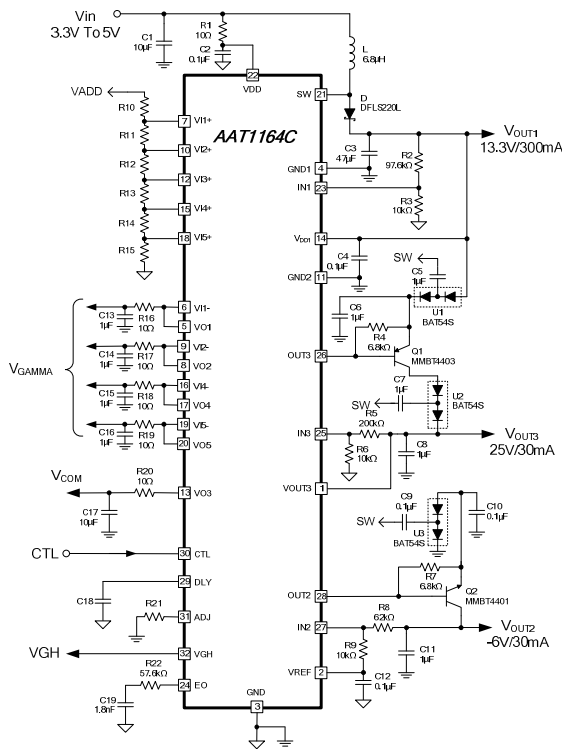 Vin
3.3V To 5V
C1
10µF
R1
10Ω
C2
0.1µF
L
6.8µH
22
VDD
AAT1164C
SW 21
D
DFLS220L
VADD
R10
R11
R12
R13
R14
R15
7 VI1+
10 VI2+
12 VI3+
15 VI4+
18 VI5+
VOUT1
13.3V/300mA
C3
47µF
R2
97.6kΩ
GND1 4
IN1 23
R3
10kΩ
VDD1 14
C4
0.1µF
GND2 11
SW
C5
1µF
U1
BAT54S
C6
1µF
R4
6.8kΩ
OUT3 26
Q1
MMBT4403
C7
1µF
SW
U2
BAT54S
VGAMMA
C13
1µF
R16
10Ω
6 VI1-
5 VO1
C14
1µF
R17
10Ω
9 VI2-
8 VO2
C15
1µF
R18
10Ω
16 VI4-
17 VO4
C16
1µF
R19
10Ω
19 VI5-
20 VO5
IN3 25
R5
200kΩ
R6
10kΩ
C8
1µF
VOUT3
25V/30mA
VOUT3 1
VCOM
R20
10Ω
13 VO3
C17
10µF
C9
0.1µF
SW
U3
BAT54S
C10
0.1µF
CTL
30 CTL
29 DLY
C18
R21
31 ADJ
VGH
32 VGH
R22
57.6kΩ
24 EO
C19
1.8nF
R7
6.8kΩ
OUT2 28
Q2
MMBT4401
R8
62kΩ
IN2 27
VOUT2
-6V/30mA
R9
10kΩ
C11
1µF
VREF 2
C12
0.1µF
GND
3